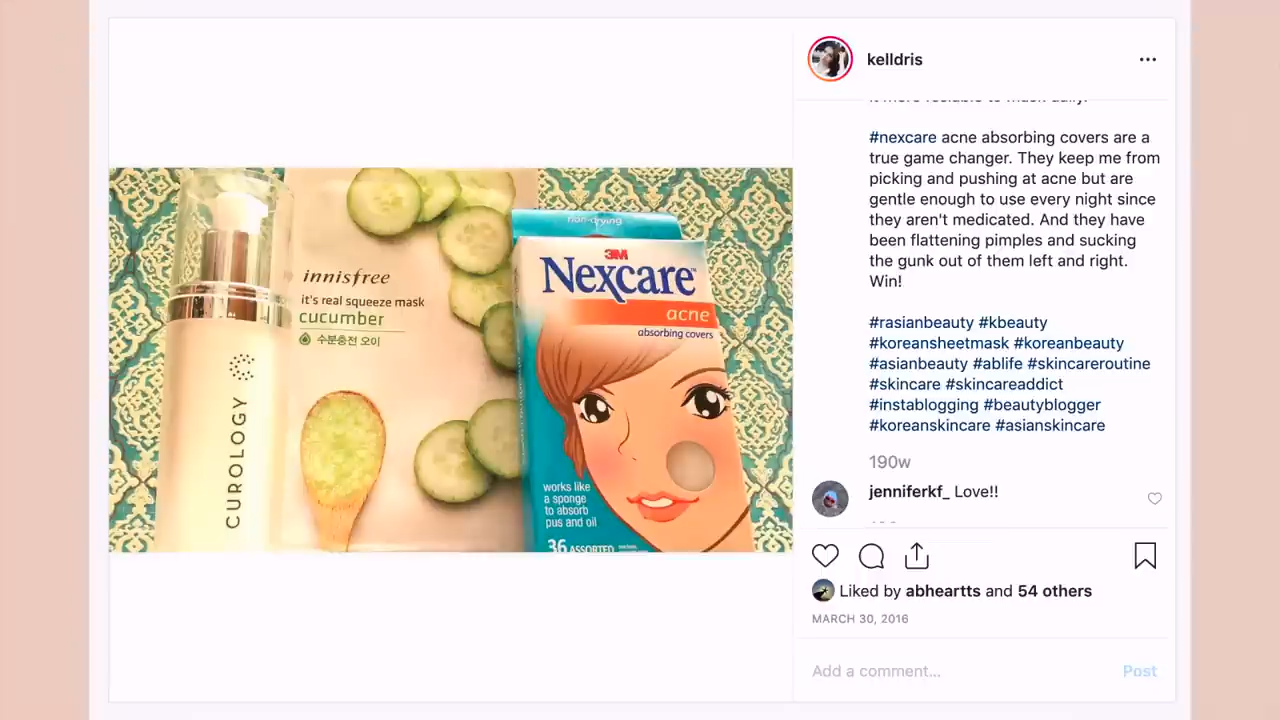 kelldris
#nexcare acne absorbing covers are a
true game changer. They keep me from
picking and pushing at acne but are
gentle enough to use every night since
they aren't medicated. And they have
been flattening pimples and sucking
the gunk out of them left and right.
Win!
#rasianbeauty #kbeauty
#koreansheetmask #koreanbeauty
#asianbeauty #ablife #skincareroutine
#skincare #skincareaddict
#instablogging #beautyblogger
#koreanskincare #asianskincare
190w
jenniferkf_ Love!!
Liked by abheartts and 54 others
MARCH 30, 2016
Add a comment...
Post
CUROLOGY
innisfree
it's real squeeze mask
cucumber
수분충전 오이
non-drying
3M
Nexcare™
acne
absorbing covers
works like
a sponge
to absorb
pus and oil
36 ASSORTED